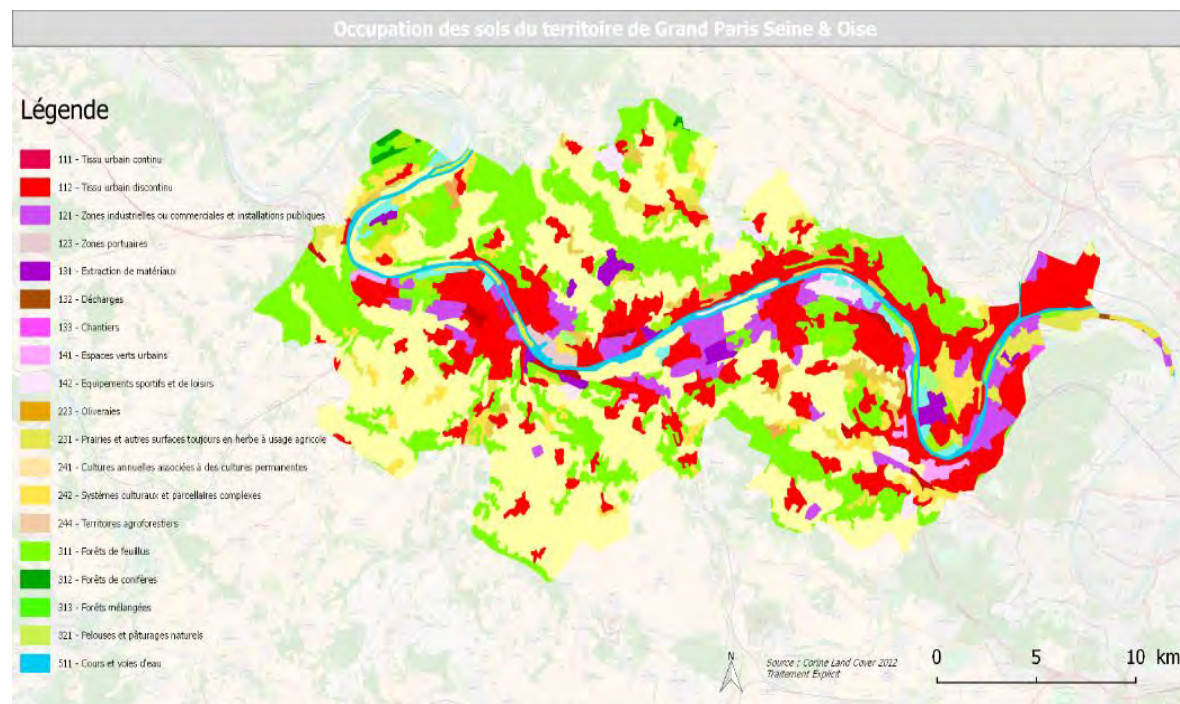 Occupation des sols du territoire de Grand Paris Seine & Oise
Légende
111 - Tissu urbain continu
112 - Tissu urbain discontinu
121 - Zones industrielles ou commerciales et installations publiques
123 - Zones portuaires
131 - Extraction de matériaux
132 - Décharges
133 - Chantiers
141 - Espaces verts urbains
142 - Equipements sportifs et de loisirs
223 - Oliveraies
231 - Prairies et autres surfaces toujours en herbe à usage agricole
241 - Cultures annuelles associées à des cultures permanentes
242 - Systèmes culturaux et parcellaires complexes
244 - Territoires agroforestiers
311 - Forêts de feuillus
312 - Forêts de conifères
313 - Forêts mélangées
321 - Pelouses et pâturages naturels
511 - Cours et voies d'eau
N
Source : Corine Land Cover 2012
Traitement Explicit
0 5 10 km